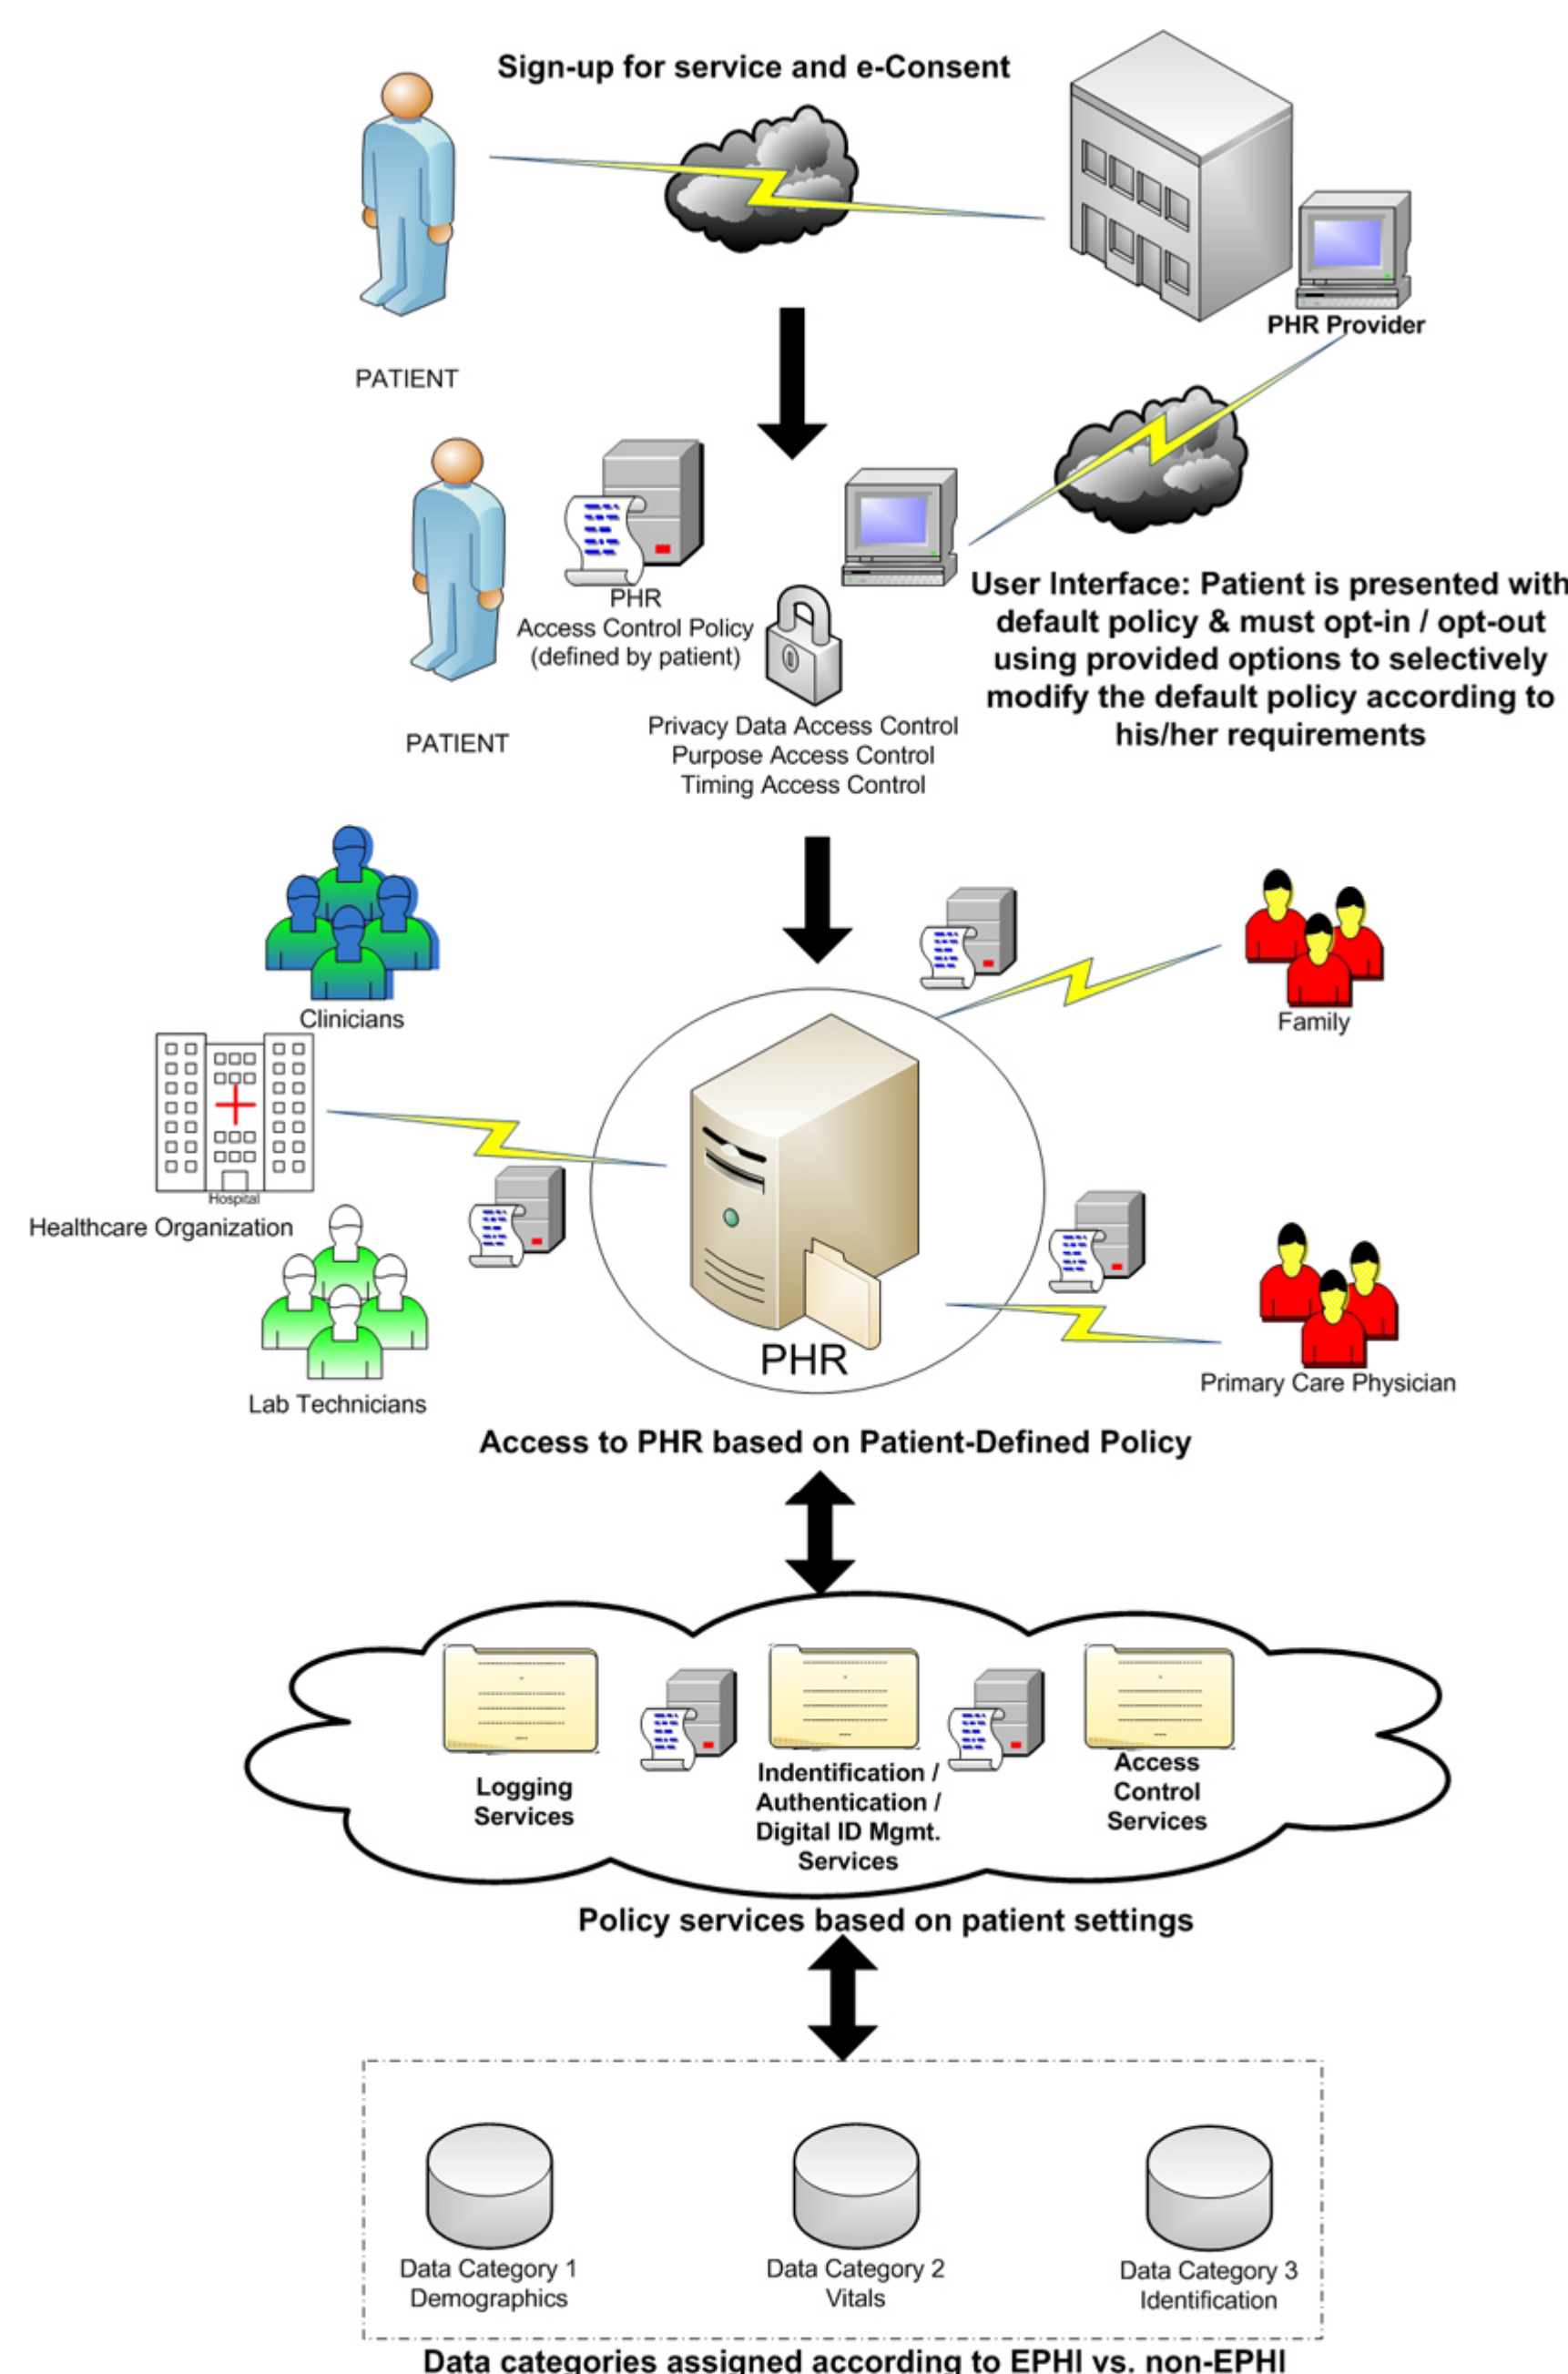 Sign-up for service and e-Consent
PHR Provider
PATIENT
PHR
Access Control Policy
(defined by patient)
PATIENT
Privacy Data Access Control
Purpose Access Control
Timing Access Control
User Interface: Patient is presented with
default policy & must opt-in / opt-out
using provided options to selectively
modify the default policy according to
his/her requirements
Clinicians
Family
Hospital
Healthcare Organization
Lab Technicians
PHR
Primary Care Physician
Access to PHR based on Patient-Defined Policy
Logging
Services
Indentification /
Authentication /
Digital ID Mgmt.
Services
Access
Control
Services
Policy services based on patient settings
Data Category 1
Demographics
Data Category 2
Vitals
Data Category 3
Identification
Data categories assigned according to EPHI vs. non-EPHI